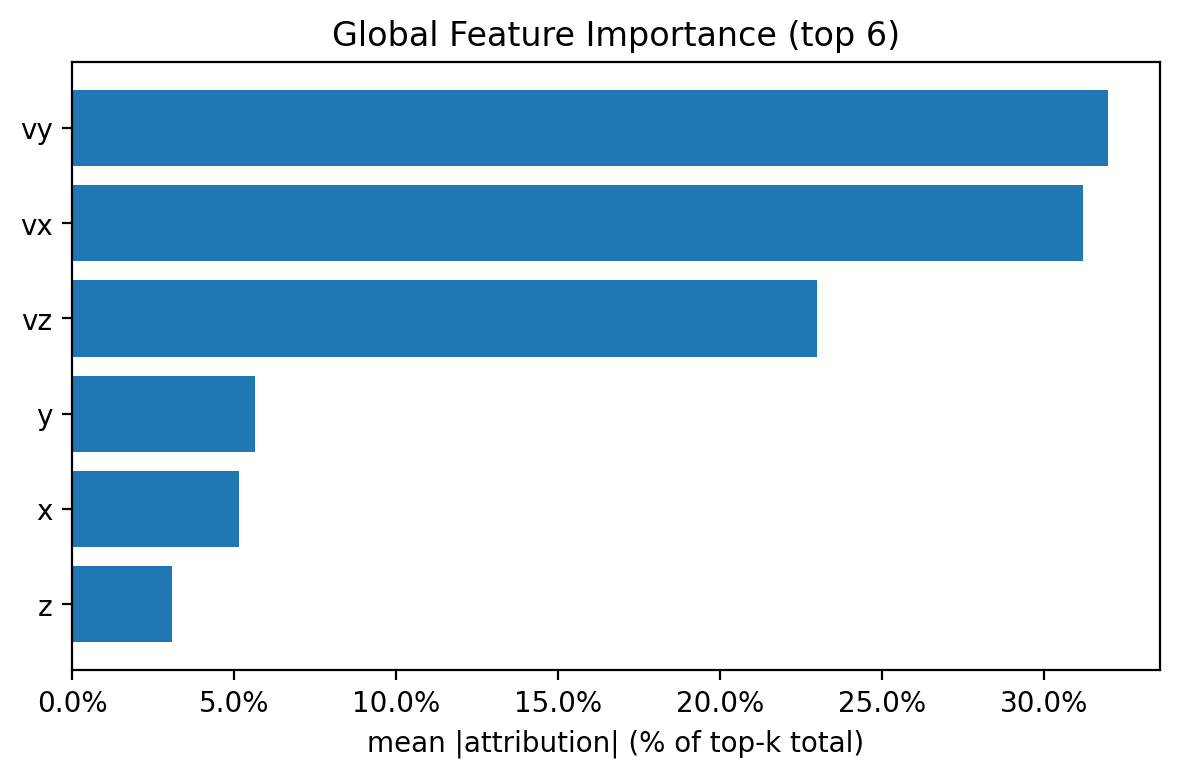 Global Feature Importance (top 6)
vy
vx
vz
y
x
z
0.0% 5.0% 10.0% 15.0% 20.0% 25.0% 30.0%
mean |attribution| (% of top-k total)